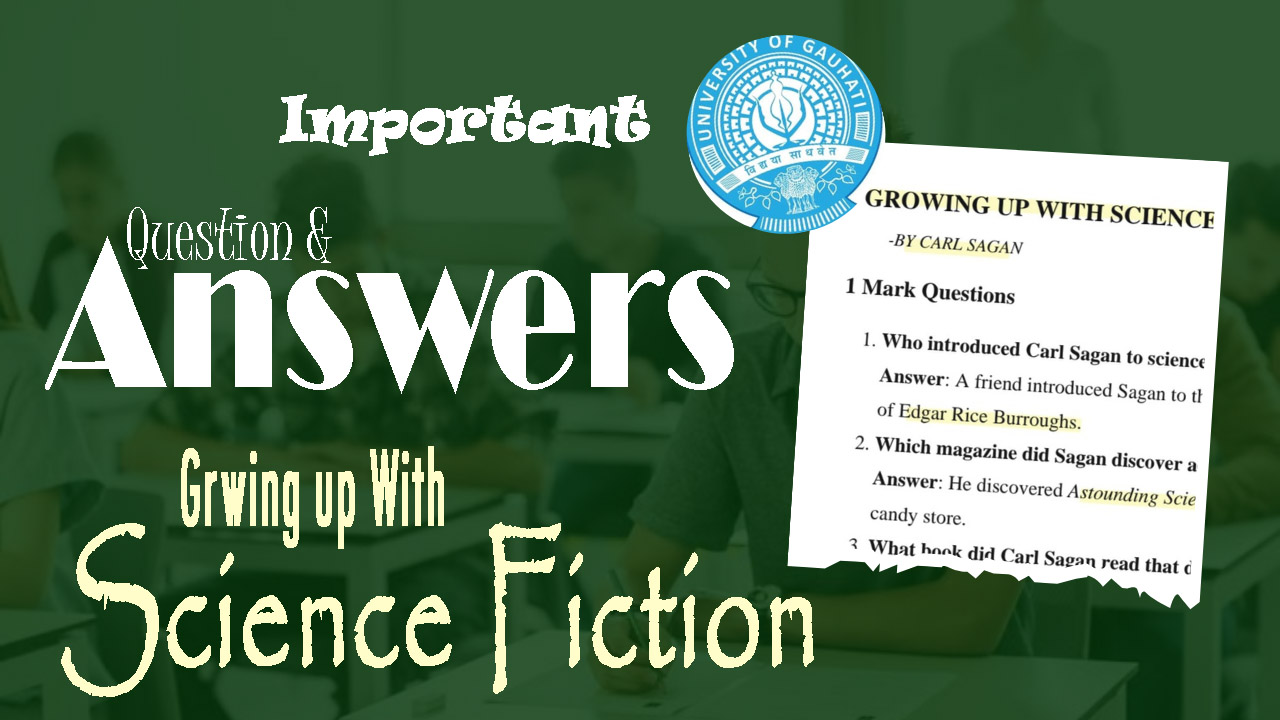 Important
Question &
Answers
Grwing up With
Science Fiction
UNIVERSITY OF GAUHATI
विद्यया साधवेत
GROWING UP WITH SCIENCE
-BY CARL SAGAN
1 Mark Questions
1. Who introduced Carl Sagan to science
Answer: A friend introduced Sagan to th
of Edgar Rice Burroughs.
2. Which magazine did Sagan discover a
Answer: He discovered Astounding Scie
candy store.
3. What book did Carl Sagan read that d